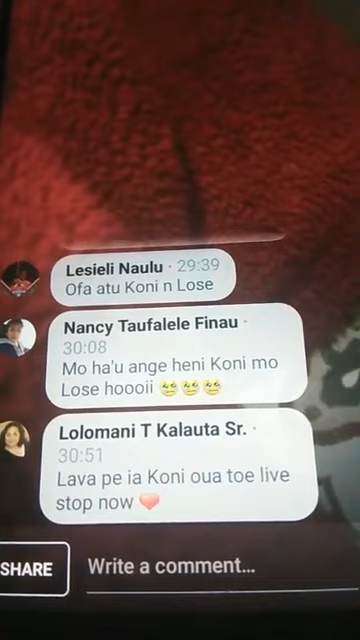 Lesieli Naulu · 29:39
Ofa atu Koni n Lose
Nancy Taufalele Finau ·
30:08
Mo ha'u ange heni Koni mo
Lose hoooii 🥹🥹🥹
Lolomani T Kalauta Sr. ·
30:51
Lava pe ia Koni oua toe live
stop now ❤️
SHARE
Write a comment...